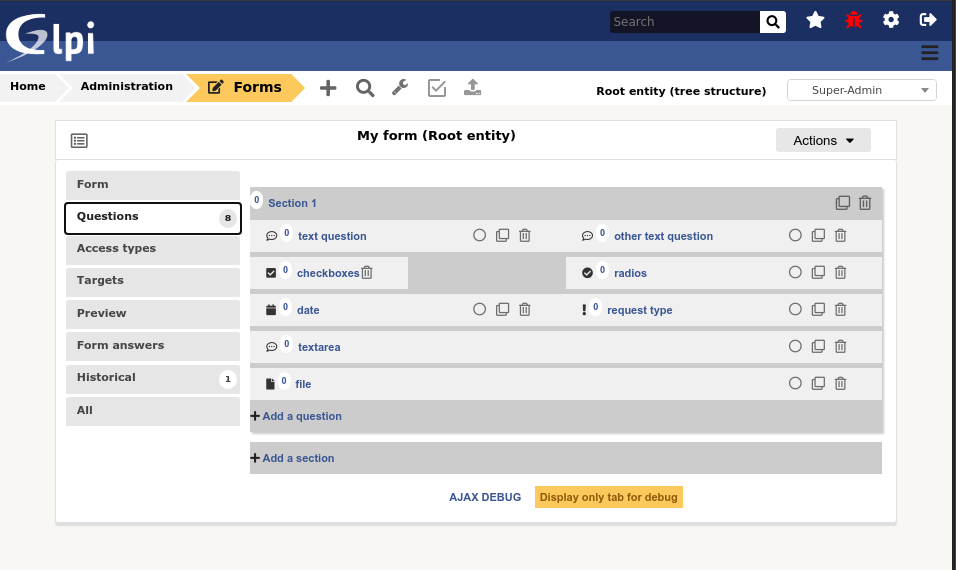 Glpi
Search
Home
Administration
Forms
Root entity (tree structure)
Super-Admin
My form (Root entity)
Actions
Form
Questions 8
Access types
Targets
Preview
Form answers
Historical 1
All
0 Section 1
0 text question
0 other text question
0 checkboxes
0 radios
0 date
0 request type
0 textarea
0 file
Add a question
Add a section
AJAX DEBUG
Display only tab for debug